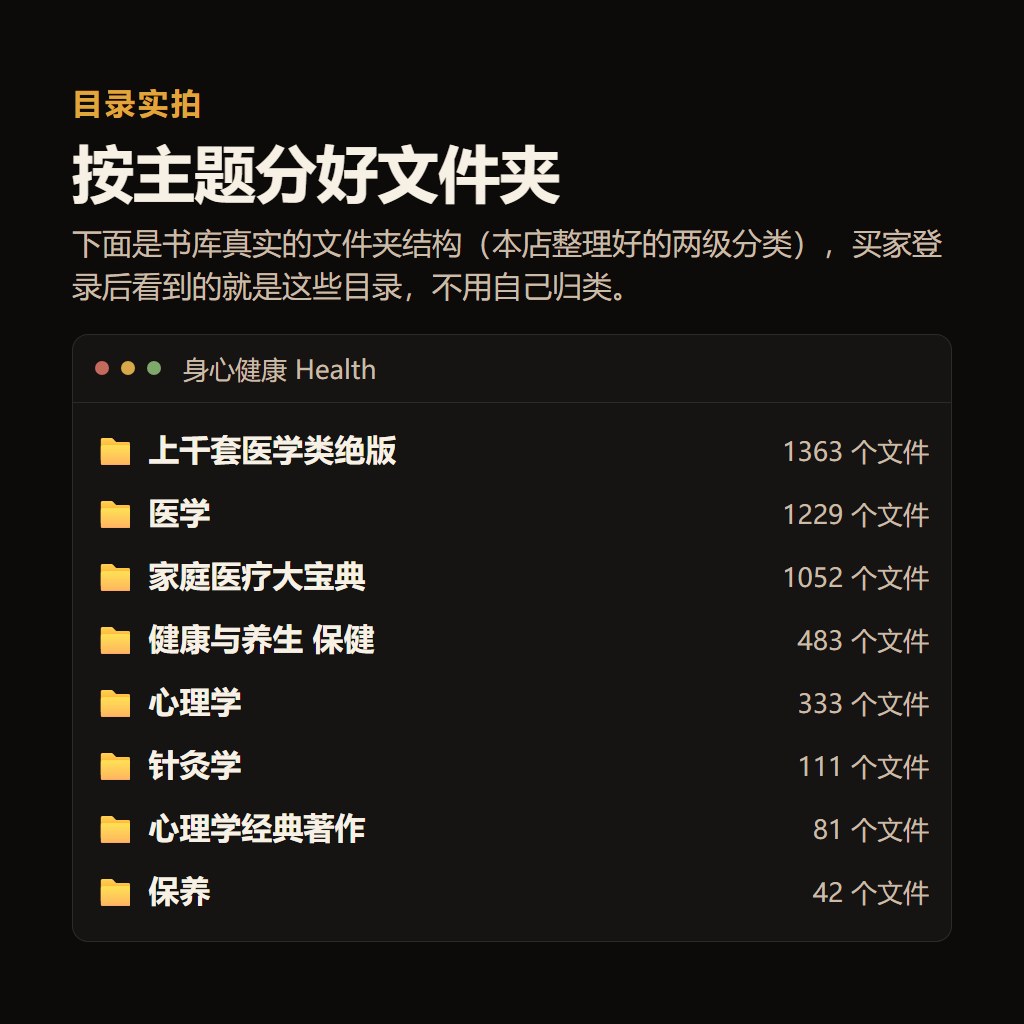 目录实拍
按主题分好文件夹
下面是书库真实的文件夹结构（本店整理好的两级分类），买家登
录后看到的就是这些目录，不用自己归类。
身心健康 Health
上千套医学类绝版 1363 个文件
医学 1229 个文件
家庭医疗大宝典 1052 个文件
健康与养生 保健 483 个文件
心理学 333 个文件
针灸学 111 个文件
心理学经典著作 81 个文件
保养 42 个文件